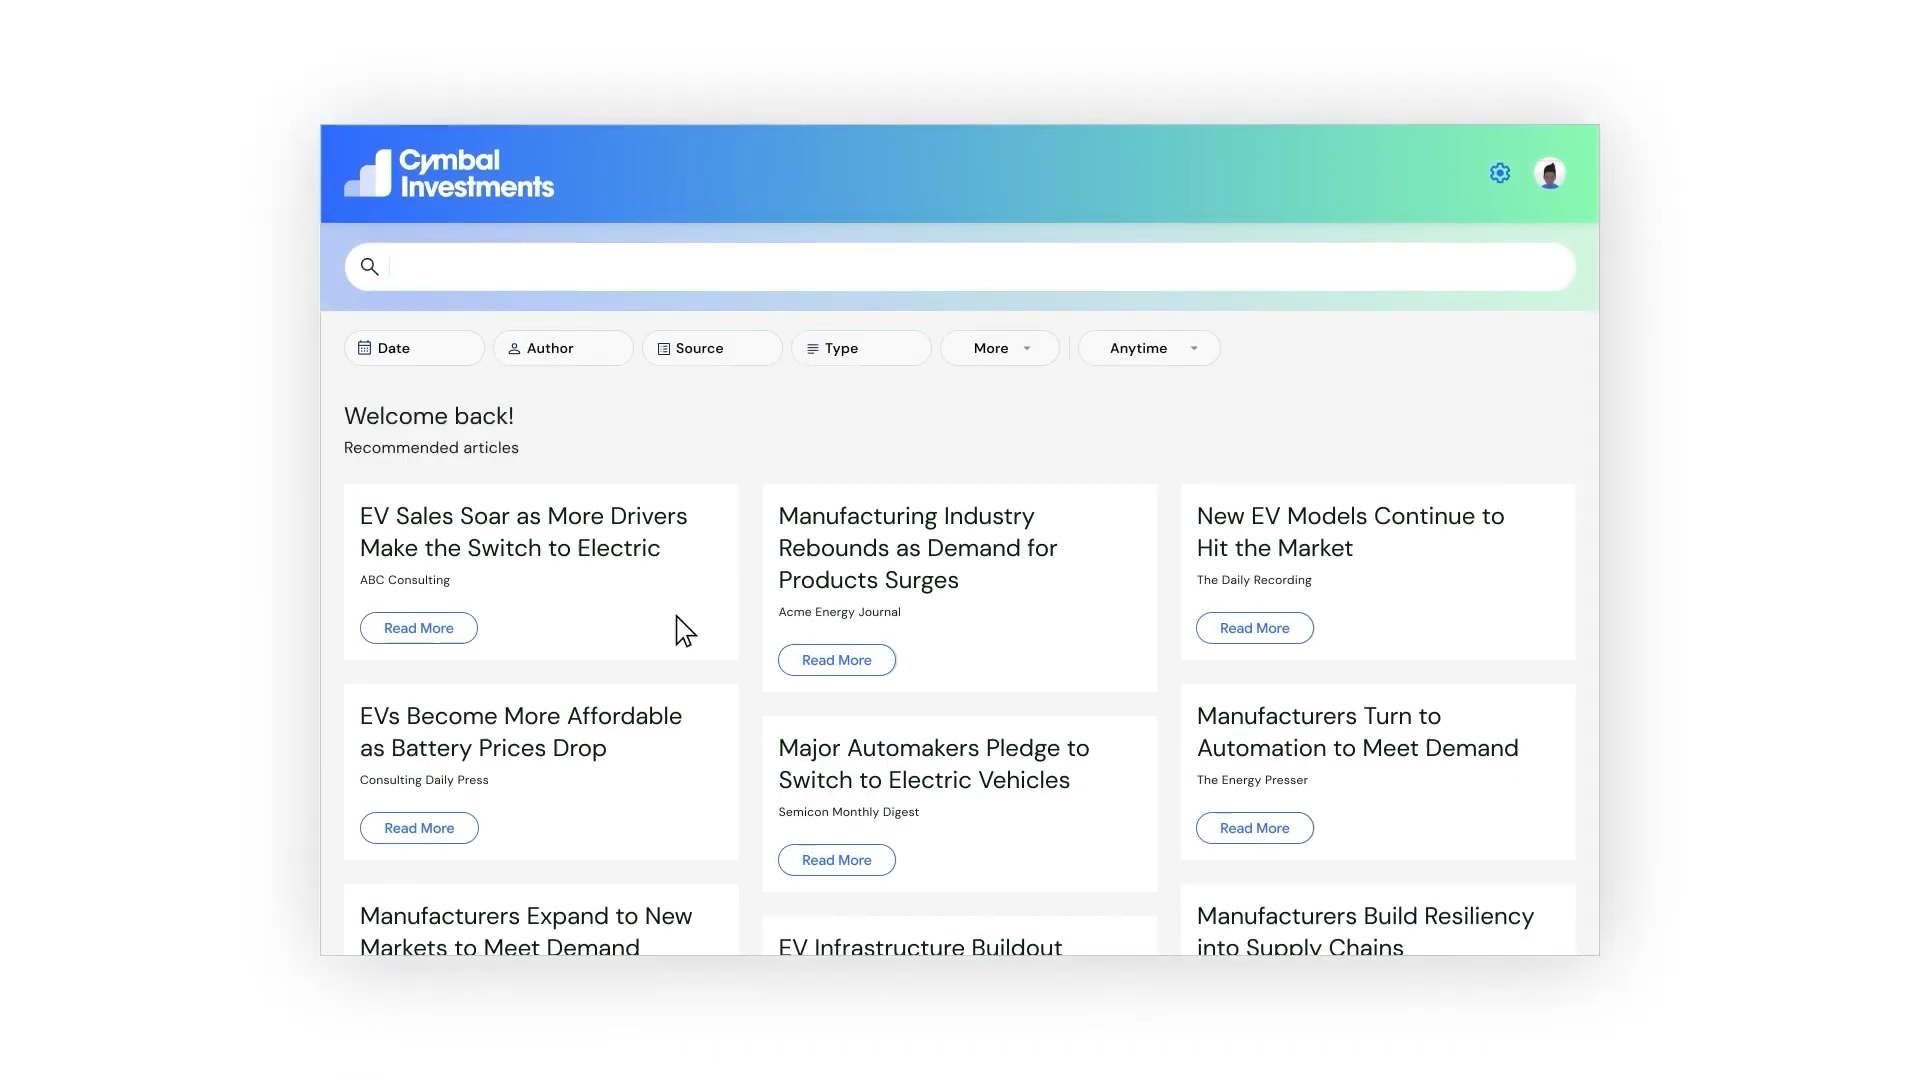 Cymbal
Investments
Date
Author
Source
Type
More
Anytime
Welcome back!
Recommended articles
EV Sales Soar as More Drivers
Make the Switch to Electric
ABC Consulting
Read More
Manufacturing Industry
Rebounds as Demand for
Products Surges
Acme Energy Journal
Read More
New EV Models Continue to
Hit the Market
The Daily Recording
Read More
EVs Become More Affordable
as Battery Prices Drop
Consulting Daily Press
Read More
Major Automakers Pledge to
Switch to Electric Vehicles
Semicon Monthly Digest
Read More
Manufacturers Turn to
Automation to Meet Demand
The Energy Presser
Read More
Manufacturers Expand to New
Markets to Meet Demand
EV Infrastructure Buildout
Manufacturers Build Resiliency
into Supply Chains